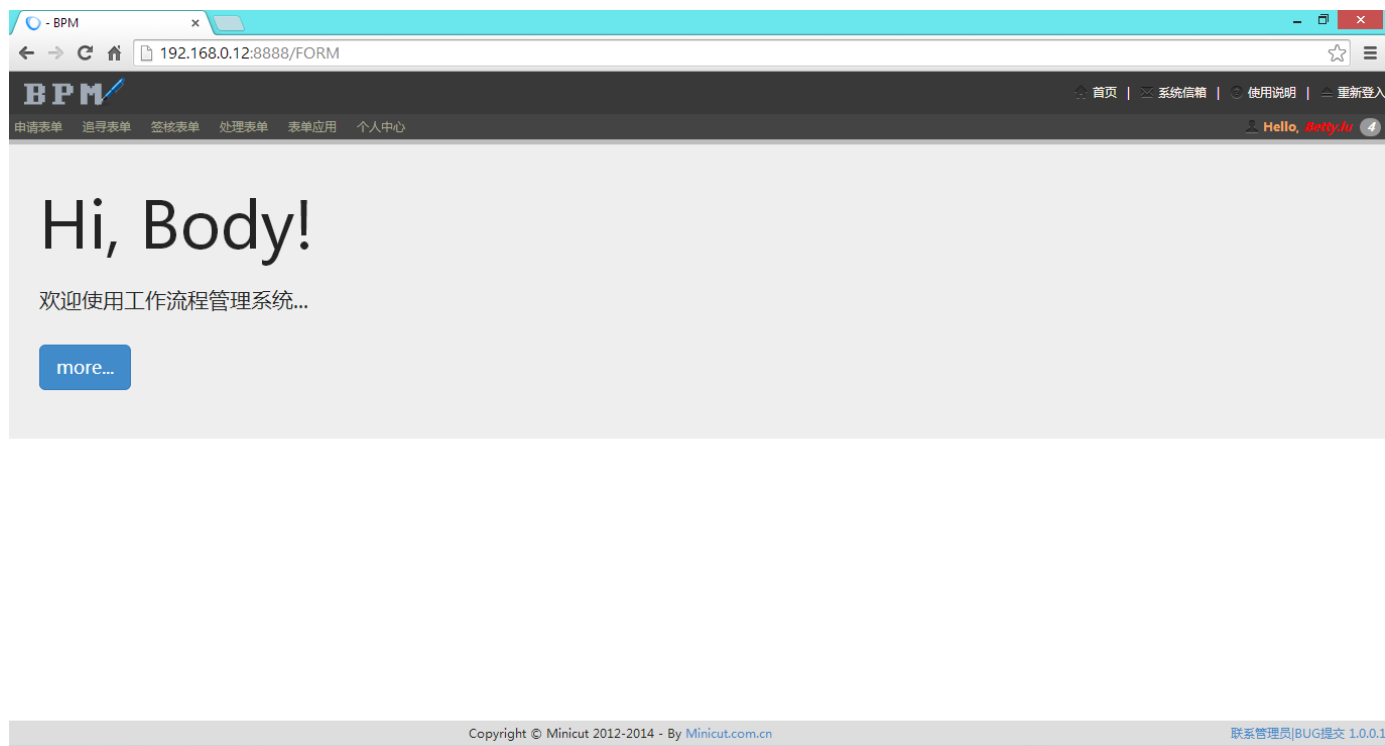 - BPM
192.168.0.12:8888/FORM
BPM
首页 | 系统信箱 | 使用说明 | 重新登入
申请表单 追寻表单 签核表单 处理表单 表单应用 个人中心
Hello, Betty.lu 4
Hi, Body!
欢迎使用工作流程管理系统...
more...
Copyright © Minicut 2012-2014 - By Minicut.com.cn
联系管理员|BUG提交 1.0.0.1